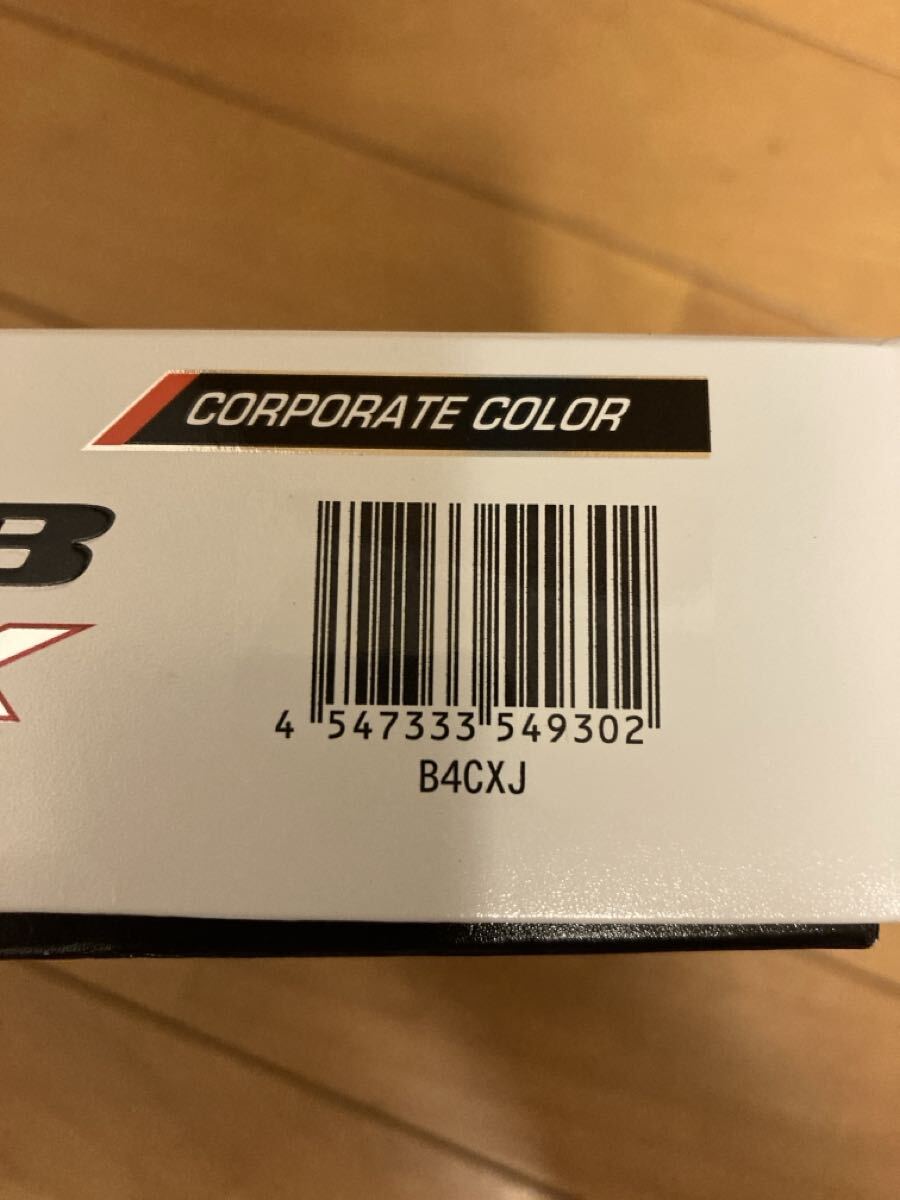 CORPORATE COLOR
B
X
4 547333 549302
B4CXJ